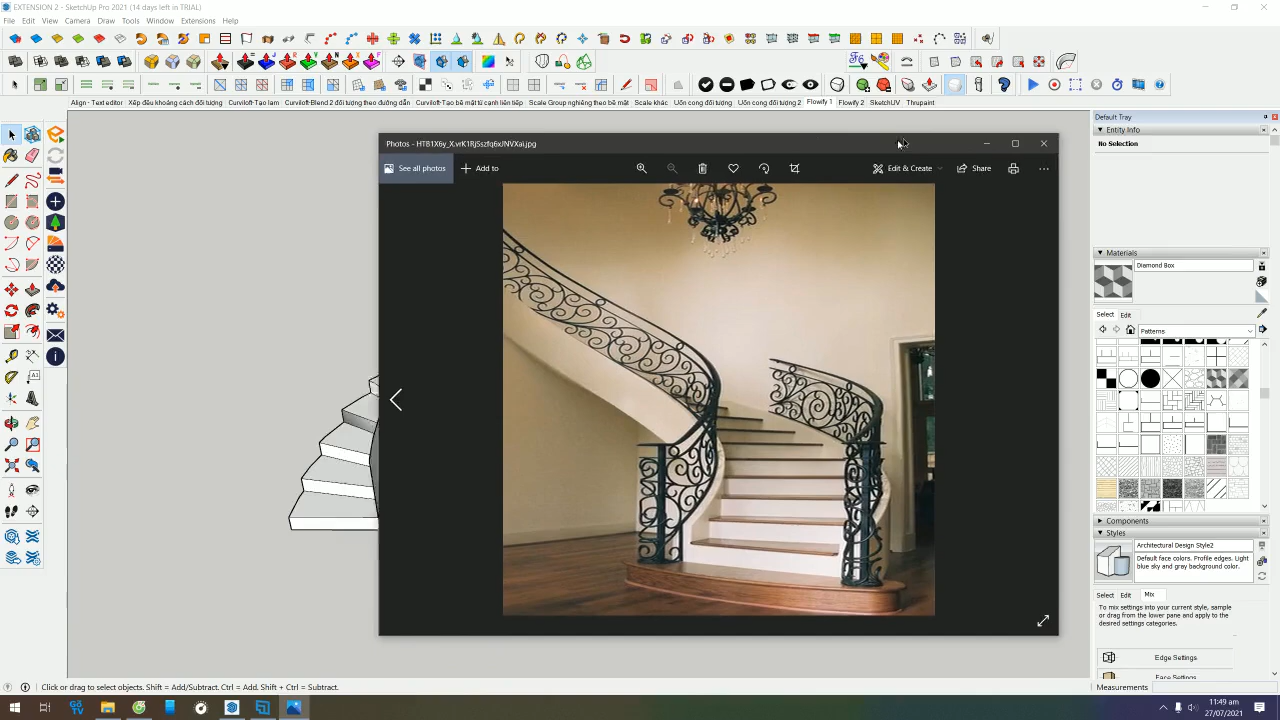 EXTENSION 2 - SketchUp Pro 2021 (14 days left in TRIAL)
File Edit View Camera Draw Tools Window Extensions Help
Align - Text editor Xếp đều khoảng cách đối tượng Curviloft-Tạo lam Curviloft-Blend 2 đối tượng theo đường dẫn Curviloft-Tạo bề mặt từ cạnh liên tiếp Scale Group nghiêng theo bề mặt Scale khác Uốn cong đối tượng Uốn cong đối tượng 2 Flowify 1 Flowify 2 SketchUV Thrupaint
Default Tray
Entity Info
No Selection
Photos - HTB1X6y_X.vrK1RjSszfq6xJNVXai.jpg
See all photos Add to Edit & Create Share
Materials
Diamond Box
Select Edit
Patterns
Components
Styles
Architectural Design Style2
Default face colors. Profile edges. Light blue sky and gray background color.
Select Edit Mix
To mix settings into your current style, sample or drag from the lower pane and apply to the desired settings categories.
Edge Settings
Face Settings
Click or drag to select objects. Shift = Add/Subtract. Ctrl = Add. Shift + Ctrl = Subtract.
Measurements
GỗTV
11:49 am
27/07/2021